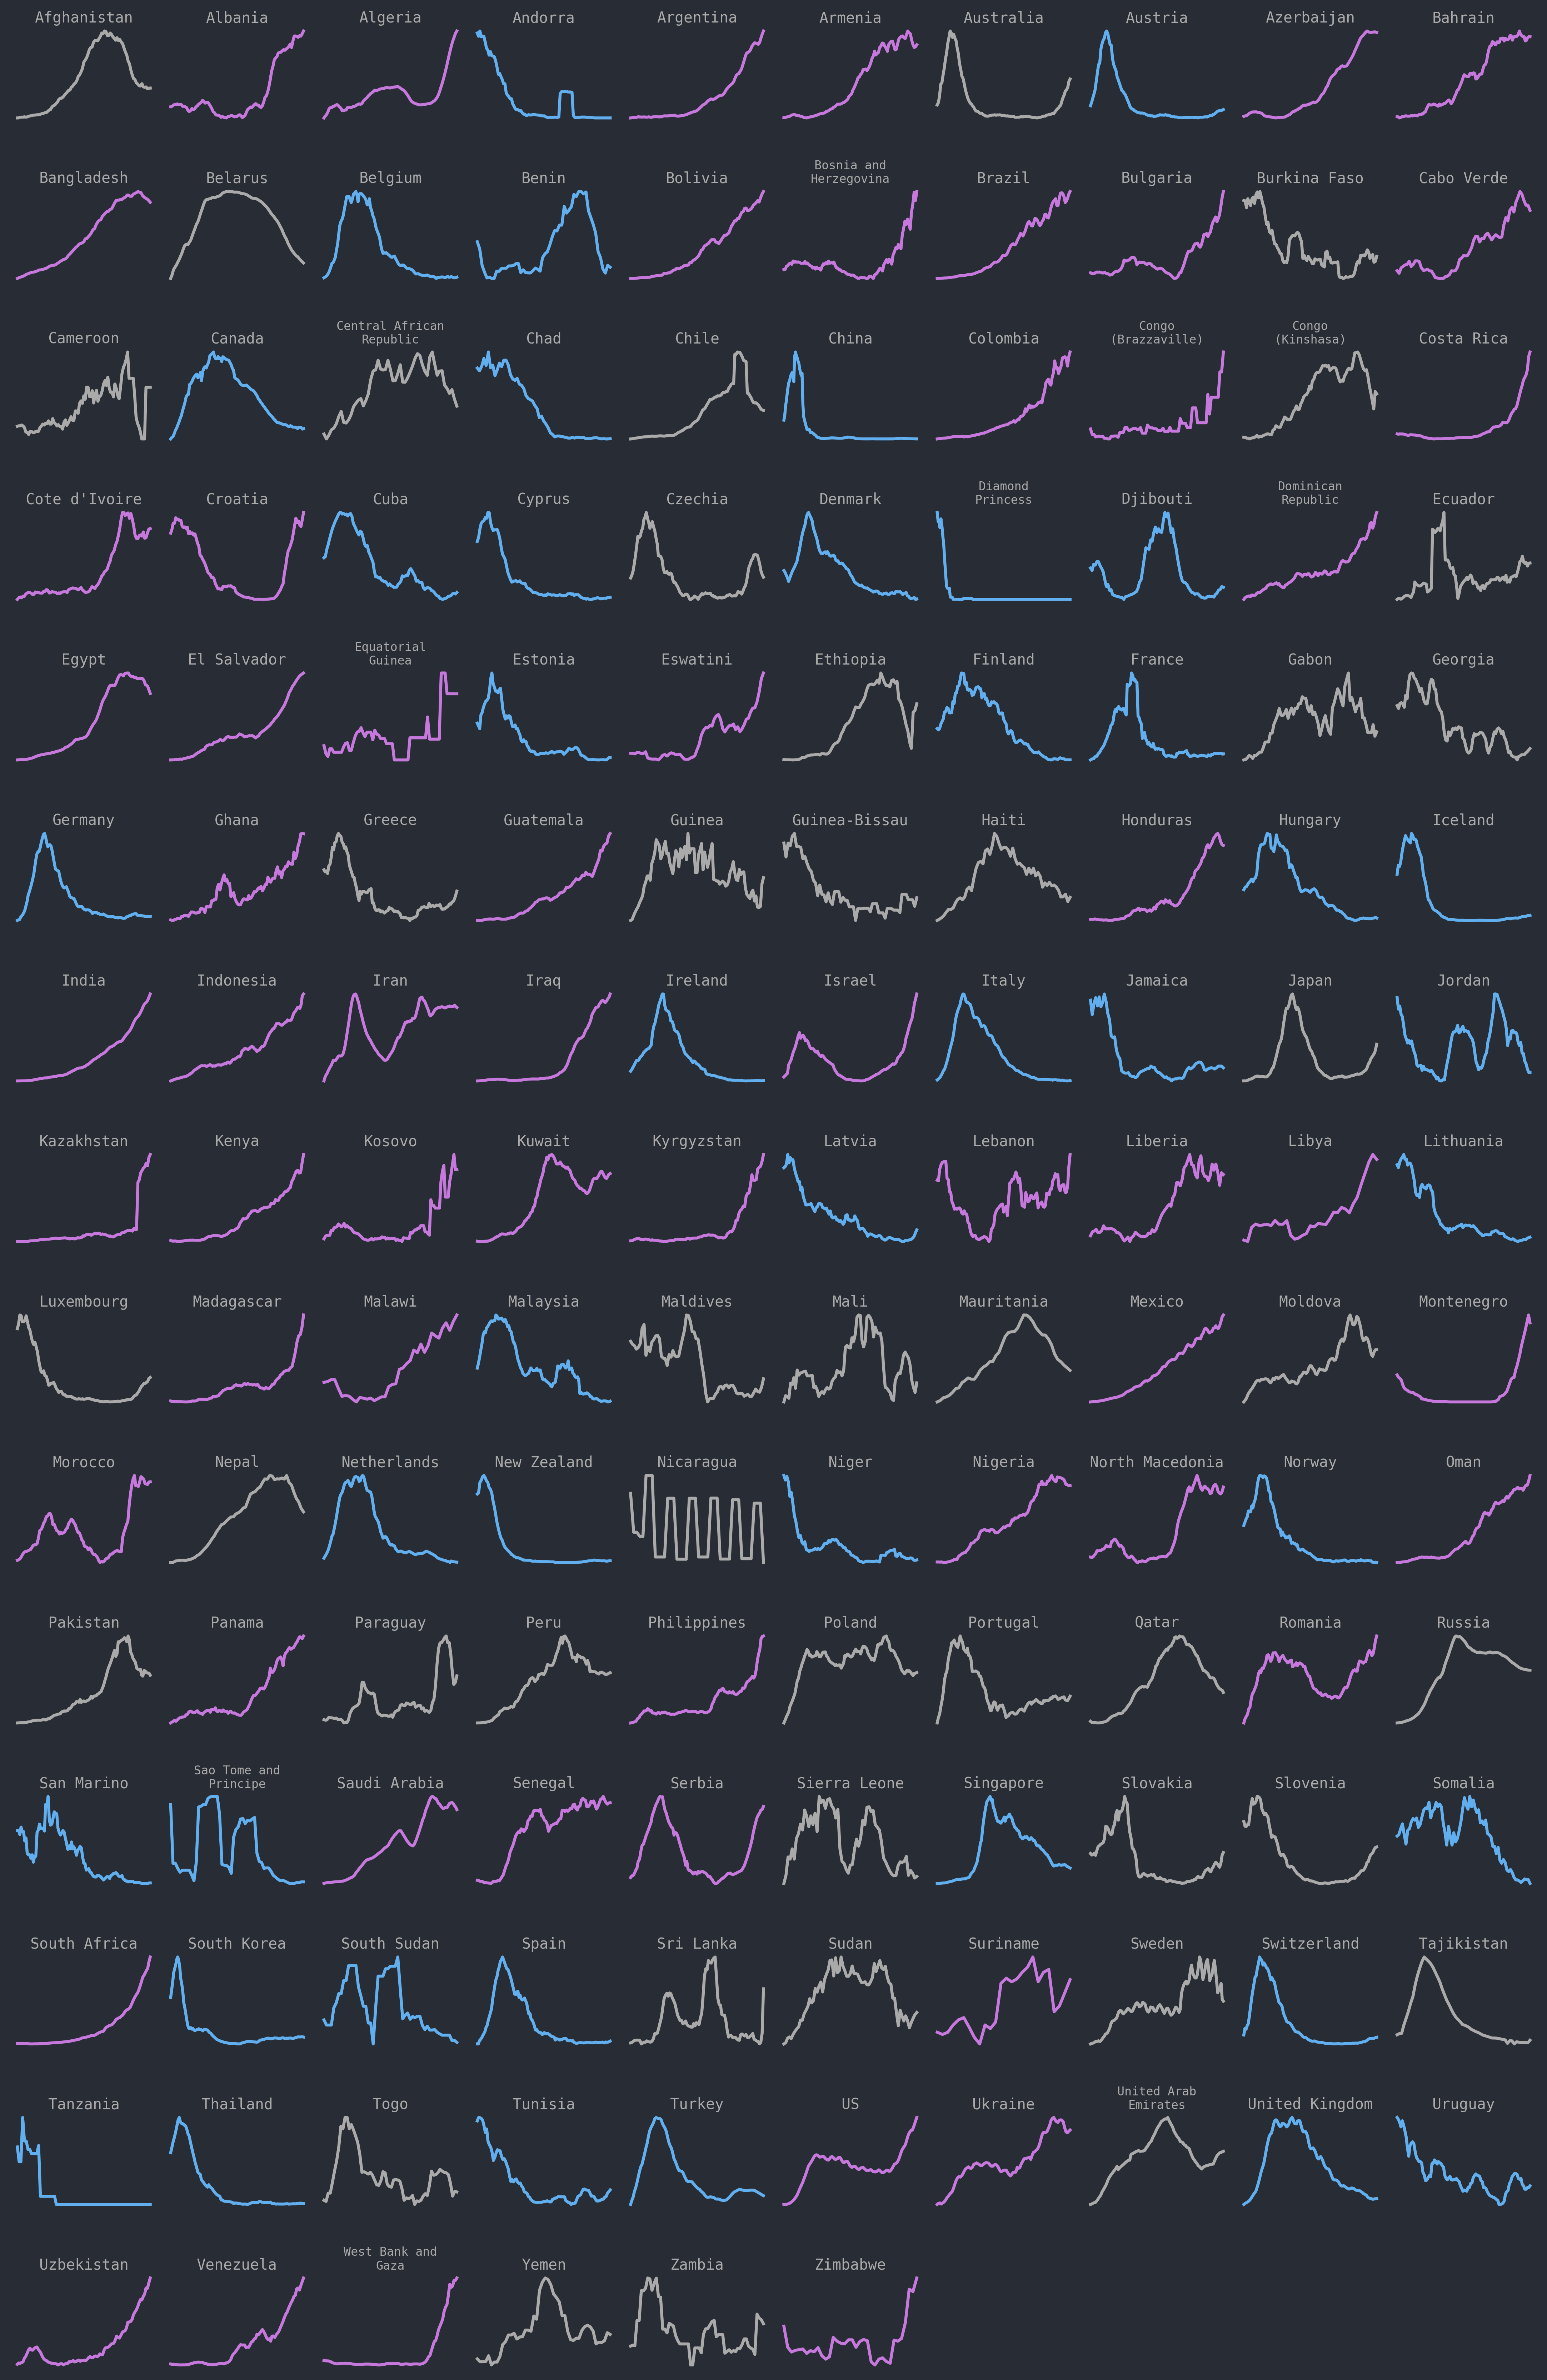 Afghanistan
Albania
Algeria
Andorra
Argentina
Armenia
Australia
Austria
Azerbaijan
Bahrain
Bangladesh
Belarus
Belgium
Benin
Bolivia
Bosnia and
Herzegovina
Brazil
Bulgaria
Burkina Faso
Cabo Verde
Cameroon
Canada
Central African
Republic
Chad
Chile
China
Colombia
Congo
(Brazzaville)
Congo
(Kinshasa)
Costa Rica
Cote d'Ivoire
Croatia
Cuba
Cyprus
Czechia
Denmark
Diamond
Princess
Djibouti
Dominican
Republic
Ecuador
Egypt
El Salvador
Equatorial
Guinea
Estonia
Eswatini
Ethiopia
Finland
France
Gabon
Georgia
Germany
Ghana
Greece
Guatemala
Guinea
Guinea-Bissau
Haiti
Honduras
Hungary
Iceland
India
Indonesia
Iran
Iraq
Ireland
Israel
Italy
Jamaica
Japan
Jordan
Kazakhstan
Kenya
Kosovo
Kuwait
Kyrgyzstan
Latvia
Lebanon
Liberia
Libya
Lithuania
Luxembourg
Madagascar
Malawi
Malaysia
Maldives
Mali
Mauritania
Mexico
Moldova
Montenegro
Morocco
Nepal
Netherlands
New Zealand
Nicaragua
Niger
Nigeria
North Macedonia
Norway
Oman
Pakistan
Panama
Paraguay
Peru
Philippines
Poland
Portugal
Qatar
Romania
Russia
San Marino
Sao Tome and
Principe
Saudi Arabia
Senegal
Serbia
Sierra Leone
Singapore
Slovakia
Slovenia
Somalia
South Africa
South Korea
South Sudan
Spain
Sri Lanka
Sudan
Suriname
Sweden
Switzerland
Tajikistan
Tanzania
Thailand
Togo
Tunisia
Turkey
US
Ukraine
United Arab
Emirates
United Kingdom
Uruguay
Uzbekistan
Venezuela
West Bank and
Gaza
Yemen
Zambia
Zimbabwe